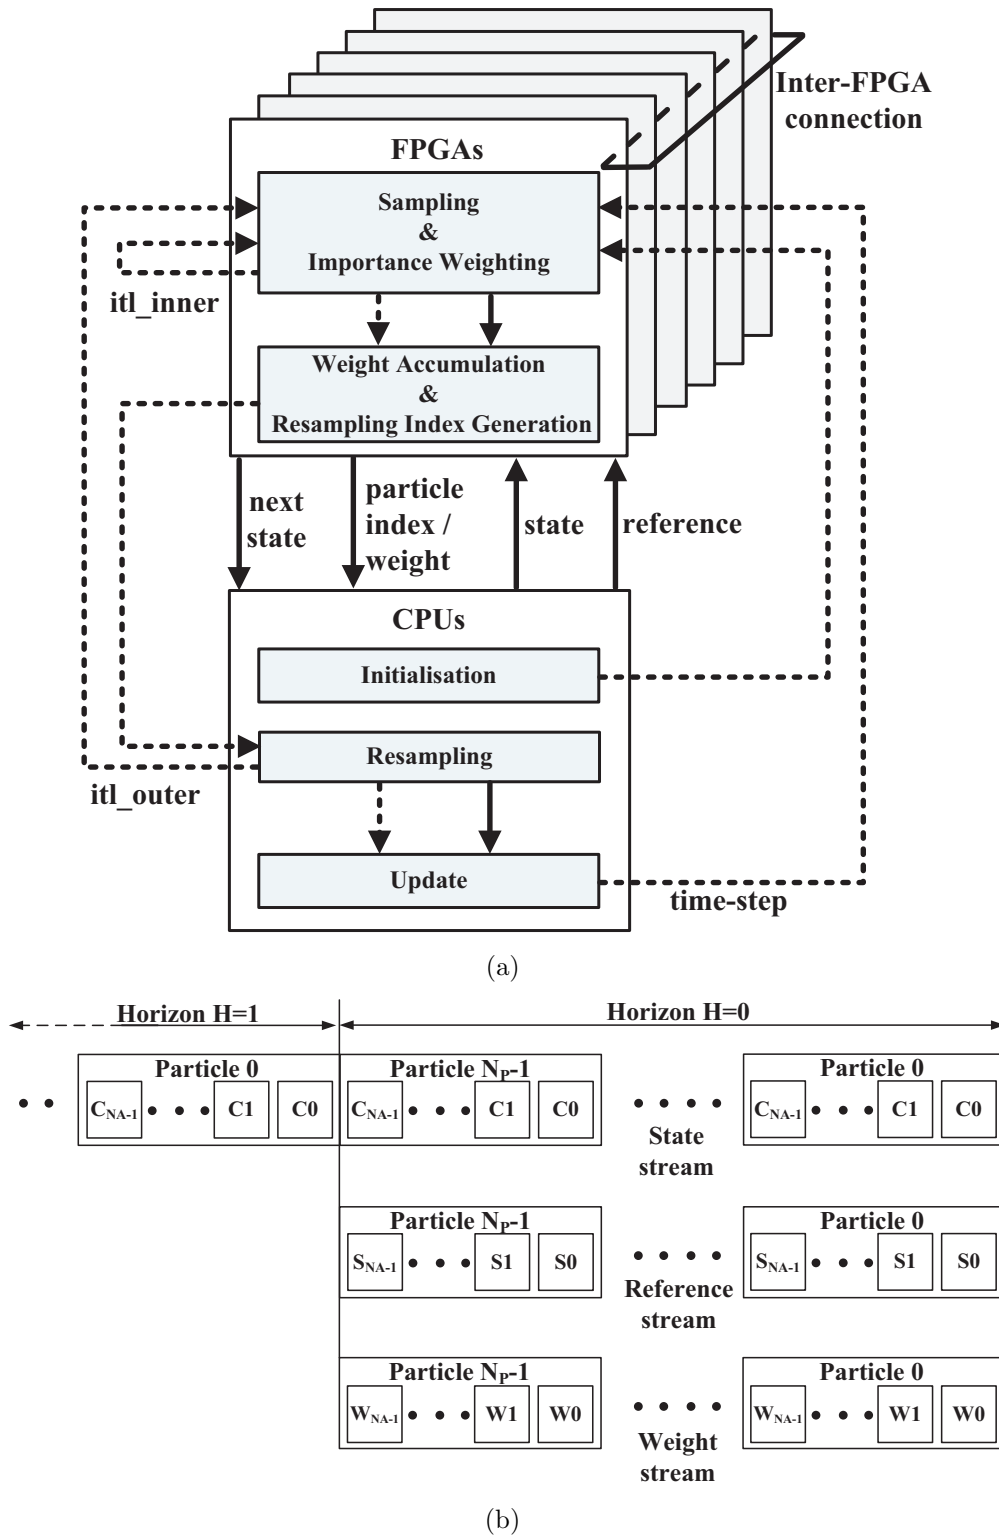 Inter-FPGA
connection
FPGAs
Sampling
&
Importance Weighting
itl_inner
Weight Accumulation
&
Resampling Index Generation
next
state
particle
index /
weight
state
reference
CPUs
Initialisation
Resampling
itl_outer
Update
time-step
(a)
Horizon H=1
Horizon H=0
Particle 0
Particle N_P-1
Particle 0
C_NA-1 • • • C1 C0
C_NA-1 • • • C1 C0
C_NA-1 • • • C1 C0
State
stream
Particle N_P-1
Particle 0
S_NA-1 • • • S1 S0
S_NA-1 • • • S1 S0
Reference
stream
Particle N_P-1
Particle 0
W_NA-1 • • • W1 W0
W_NA-1 • • • W1 W0
Weight
stream
(b)